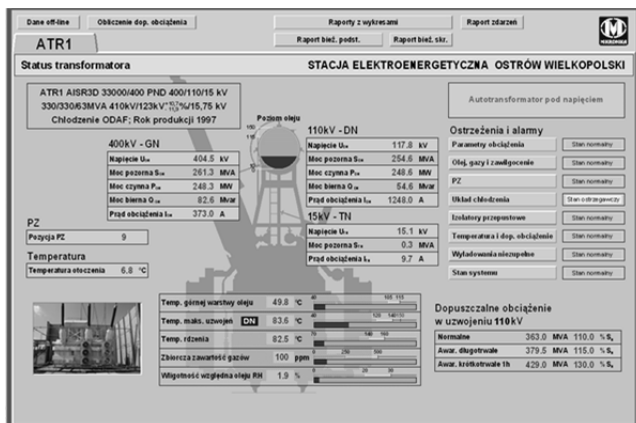 Dane off-line
Obliczenie dop. obciążenia
Raporty z wykresami
Raport zdarzeń
Raport bież. podst.
Raport bież. skr.
MIKRONIKA
ATR1
Status transformatora
STACJA ELEKTROENERGETYCZNA OSTRÓW WIELKOPOLSKI
ATR1 AISR3D 33000/400 PND 400/110/15 kV
330/330/63MVA 410kV/123kV %/15,75 kV
Chłodzenie ODAF; Rok produkcji 1997
Poziom oleju
Autotransformator pod napięciem
400kV - GN
Napięcie 404.5 kV
Moc pozorna 261.3 MVA
Moc czynna 248.3 MW
Moc bierna 82.6 Mvar
Prąd obciążenia 373.0 A
110kV - DN
Napięcie 117.8 kV
Moc pozorna 254.6 MVA
Moc czynna 248.6 MW
Moc bierna 54.6 Mvar
Prąd obciążenia 1248.0 A
15kV - TN
Napięcie 15.1 kV
Moc pozorna 0.3 MVA
Prąd obciążenia 9.7 A
PZ
Pozycja PZ 9
Temperatura
Temperatura otoczenia 6,8 °C
Ostrzeżenia i alarmy
Parametry obciążenia Stan normalny
Olej, gazy i zawilgocenie Stan normalny
PZ Stan normalny
Układ chłodzenia Stan ostrzegawczy
Izolatory przepustowe Stan normalny
Temperatura i dop. obciążenie Stan normalny
Wyładowania niezupełne Stan normalny
Stan systemu Stan normalny
Temp. górnej warstwy oleju 49.8 °C
Temp. maks. uzwojeń DN 83.6 °C
Temp. rdzenia 82.5 °C
Zbiorcza zawartość gazów 100 ppm
Wilgotność względna oleju RH 1.9 %
Dopuszczalne obciążenie
w uzwojeniu 110kV
Normalne 363.0 MVA 110.0 %Sₙ
Awar. długotrwałe 379.5 MVA 115.0 %Sₙ
Awar. krótkotrwałe 1h 429.0 MVA 130.0 %Sₙ